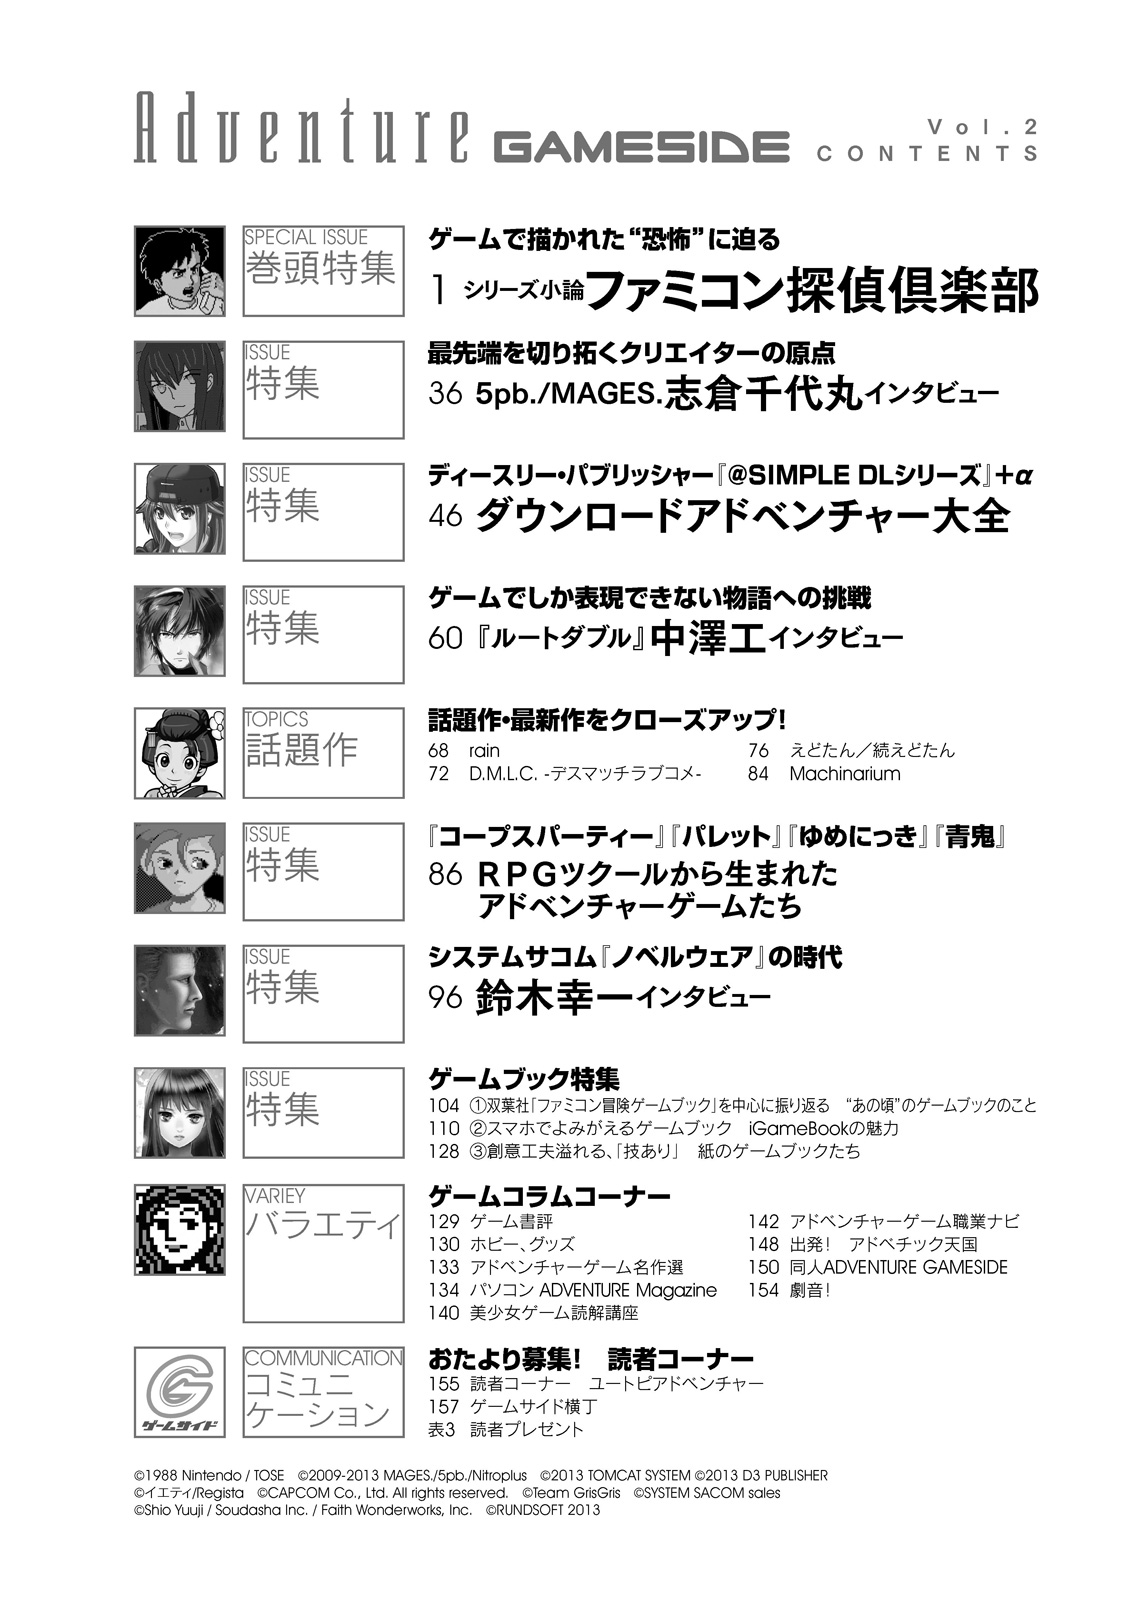 Adventure GAMESIDE Vol.2
CONTENTS
SPECIAL ISSUE
巻頭特集
ゲームで描かれた“恐怖”に迫る
1 シリーズ小論ファミコン探偵倶楽部
ISSUE
特集
最先端を切り拓くクリエイターの原点
36 5pb./MAGES.志倉千代丸インタビュー
ISSUE
特集
ディースリー・パブリッシャー『@SIMPLE DLシリーズ』+α
46 ダウンロードアドベンチャー大全
ISSUE
特集
ゲームでしか表現できない物語への挑戦
60 『ルートダブル』中澤工インタビュー
TOPICS
話題作
話題作・最新作をクローズアップ!
68 rain
72 D.M.L.C. -デスマッチラブコメ-
76 えどたん／続えどたん
84 Machinarium
ISSUE
特集
『コープスパーティー』『パレット』『ゆめにっき』『青鬼』
86 RPGツクールから生まれた
アドベンチャーゲームたち
ISSUE
特集
システムサコム『ノベルウェア』の時代
96 鈴木幸一インタビュー
ISSUE
特集
ゲームブック特集
104 ①双葉社「ファミコン冒険ゲームブック」を中心に振り返る　“あの頃”のゲームブックのこと
110 ②スマホでよみがえるゲームブック　iGameBookの魅力
128 ③創意工夫溢れる、「技あり」　紙のゲームブックたち
VARIEY
バラエティ
ゲームコラムコーナー
129 ゲーム書評
130 ホビー、グッズ
133 アドベンチャーゲーム名作選
134 パソコン ADVENTURE Magazine
140 美少女ゲーム読解講座
142 アドベンチャーゲーム職業ナビ
148 出発!　アドベチック天国
150 同人ADVENTURE GAMESIDE
154 劇音!
ゲームサイド
COMMUNICATION
コミュニ
ケーション
おたより募集!　読者コーナー
155 読者コーナー　ユートピアドベンチャー
157 ゲームサイド横丁
表3 読者プレゼント
©1988 Nintendo / TOSE　©2009-2013 MAGES./5pb./Nitroplus　©2013 TOMCAT SYSTEM ©2013 D3 PUBLISHER
©イエティ/Regista　©CAPCOM Co., Ltd. All rights reserved.　©Team GrisGris　©SYSTEM SACOM sales
©Shio Yuuji / Soudasha Inc. / Faith Wonderworks, Inc.　©RUNDSOFT 2013